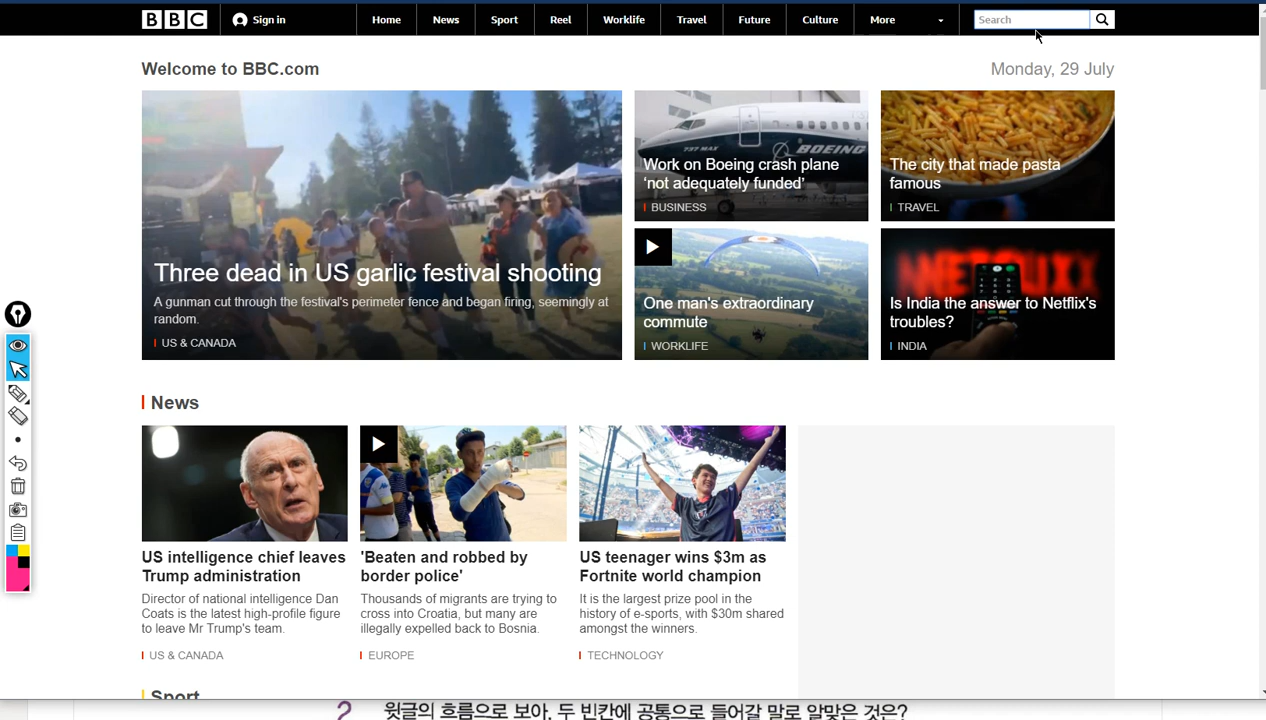 BBC Sign in Home News Sport Reel Worklife Travel Future Culture More Search
Welcome to BBC.com
Monday, 29 July
Three dead in US garlic festival shooting
A gunman cut through the festival's perimeter fence and began firing, seemingly at
random.
US & CANADA
737 MAX BOEING
Work on Boeing crash plane
‘not adequately funded’
BUSINESS
The city that made pasta
famous
TRAVEL
One man's extraordinary
commute
WORKLIFE
Is India the answer to Netflix's
troubles?
INDIA
News
US intelligence chief leaves
Trump administration
Director of national intelligence Dan
Coats is the latest high-profile figure
to leave Mr Trump's team.
US & CANADA
'Beaten and robbed by
border police'
Thousands of migrants are trying to
cross into Croatia, but many are
illegally expelled back to Bosnia.
EUROPE
US teenager wins $3m as
Fortnite world champion
It is the largest prize pool in the
history of e-sports, with $30m shared
amongst the winners.
TECHNOLOGY
Sport
2 윗글의 흐름으로 보아, 두 빈칸에 공통으로 들어갈 말로 알맞은 것은?